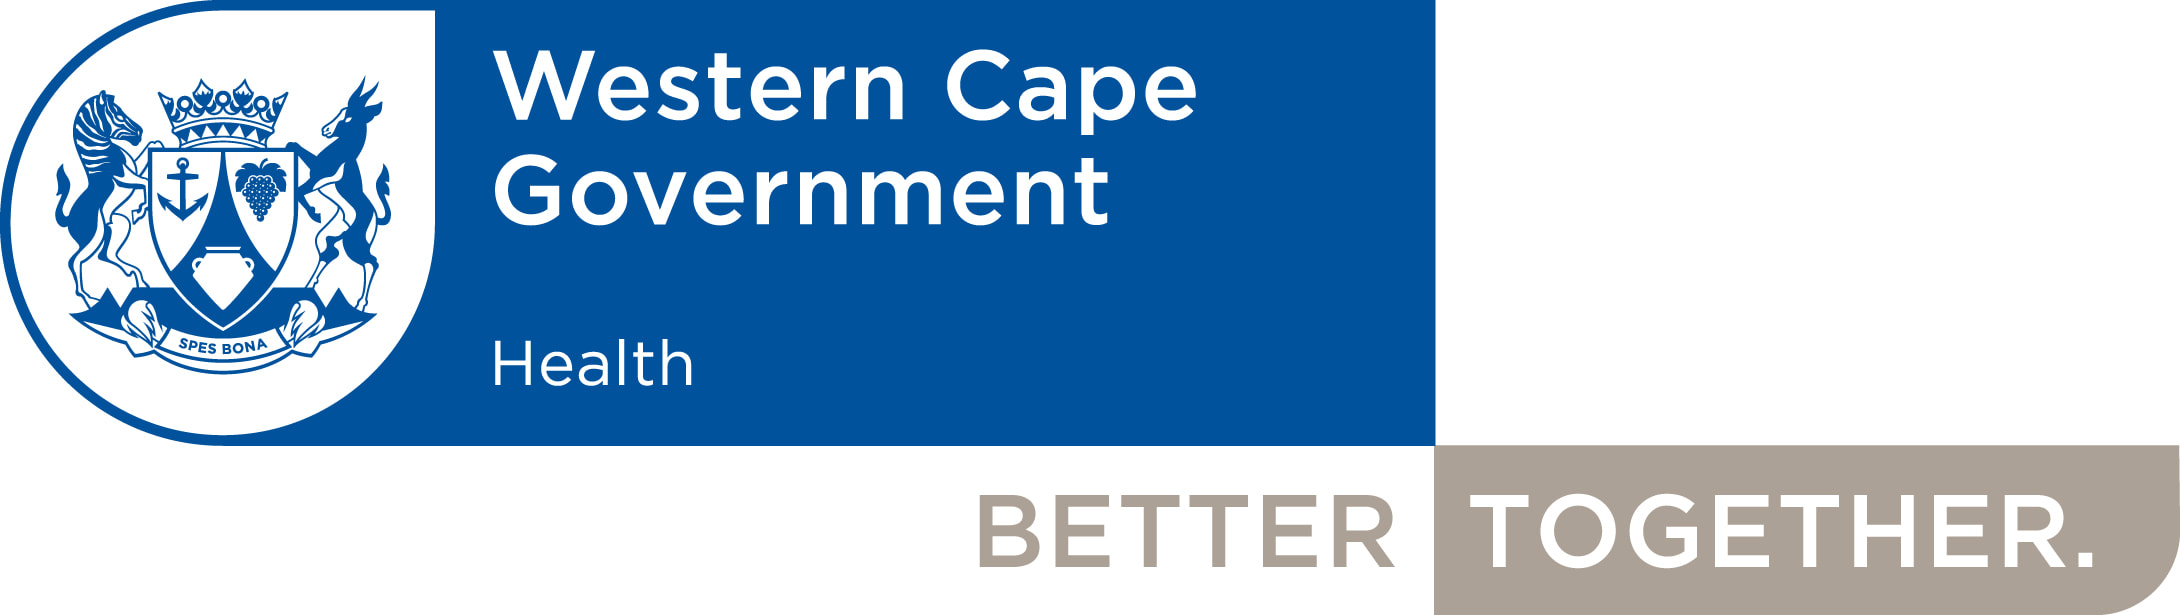 Western Cape
Government
Health
SPES BONA
BETTER TOGETHER.